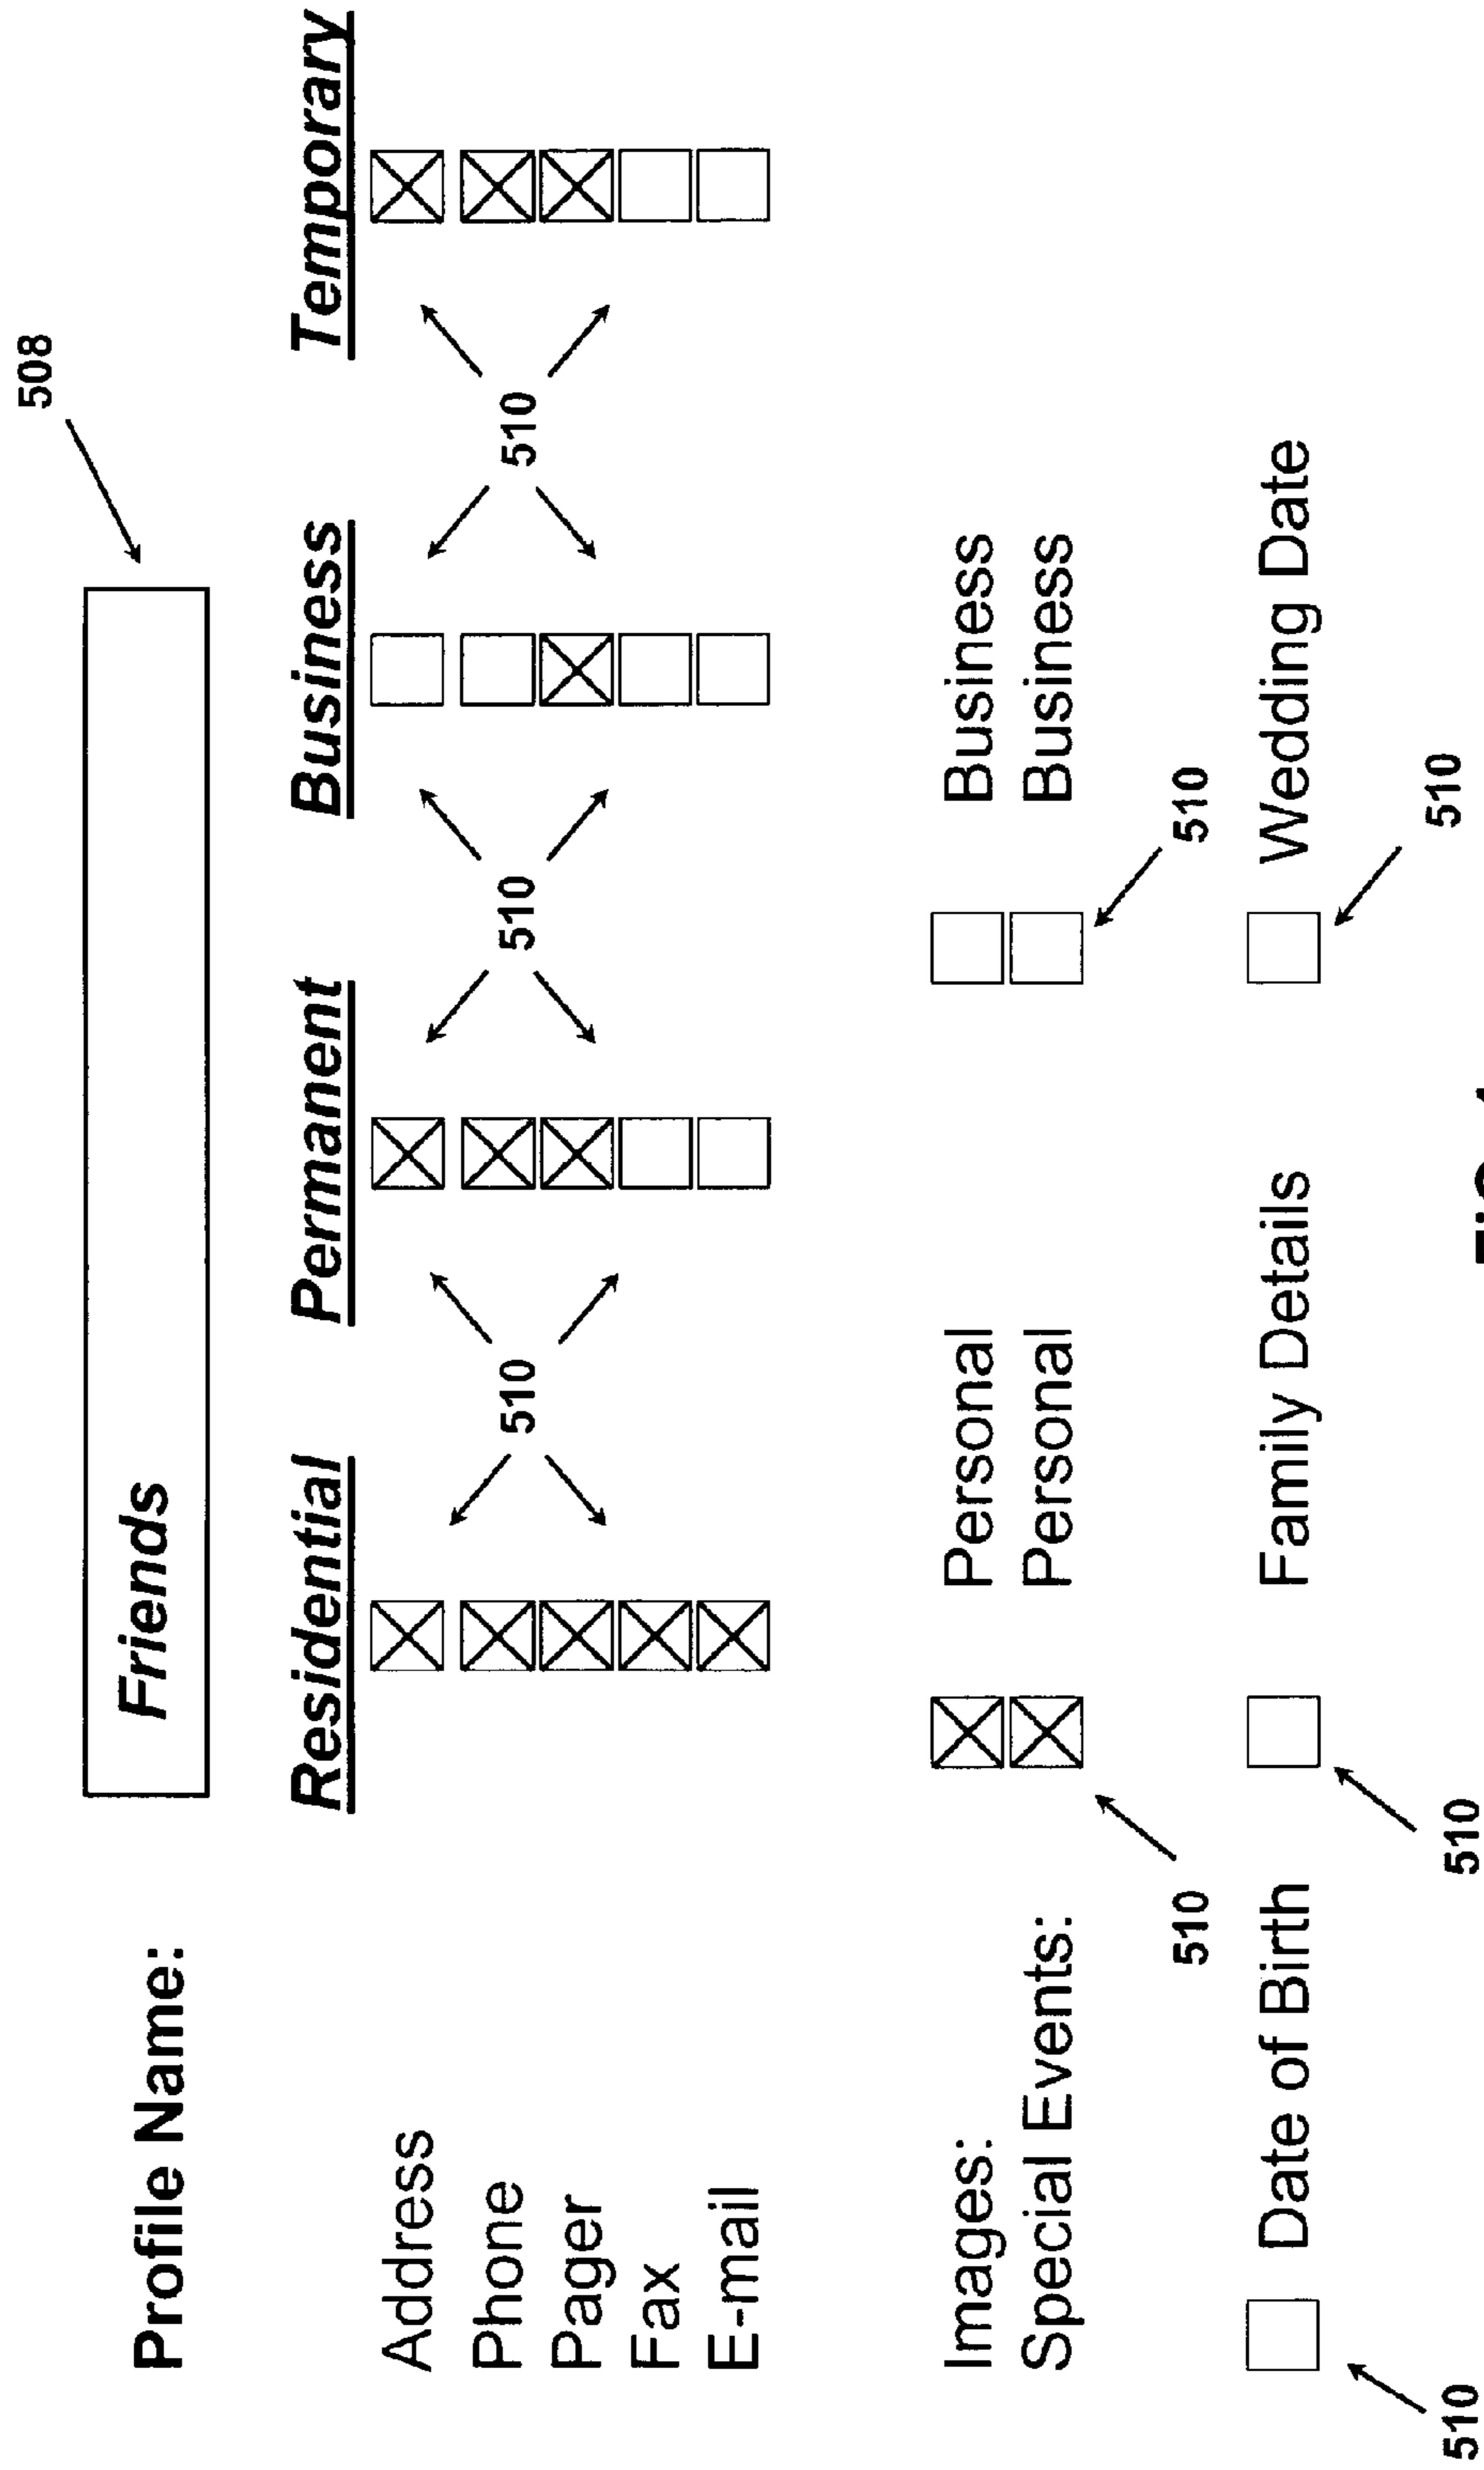 508
Profile Name: Friends
Residential Permanent Business Temporary
Address
Phone 510 510 510
Pager
Fax
E-mail
Images: Personal Business
Special Events: Personal Business
510 510
Date of Birth Family Details Wedding Date
510 510 510